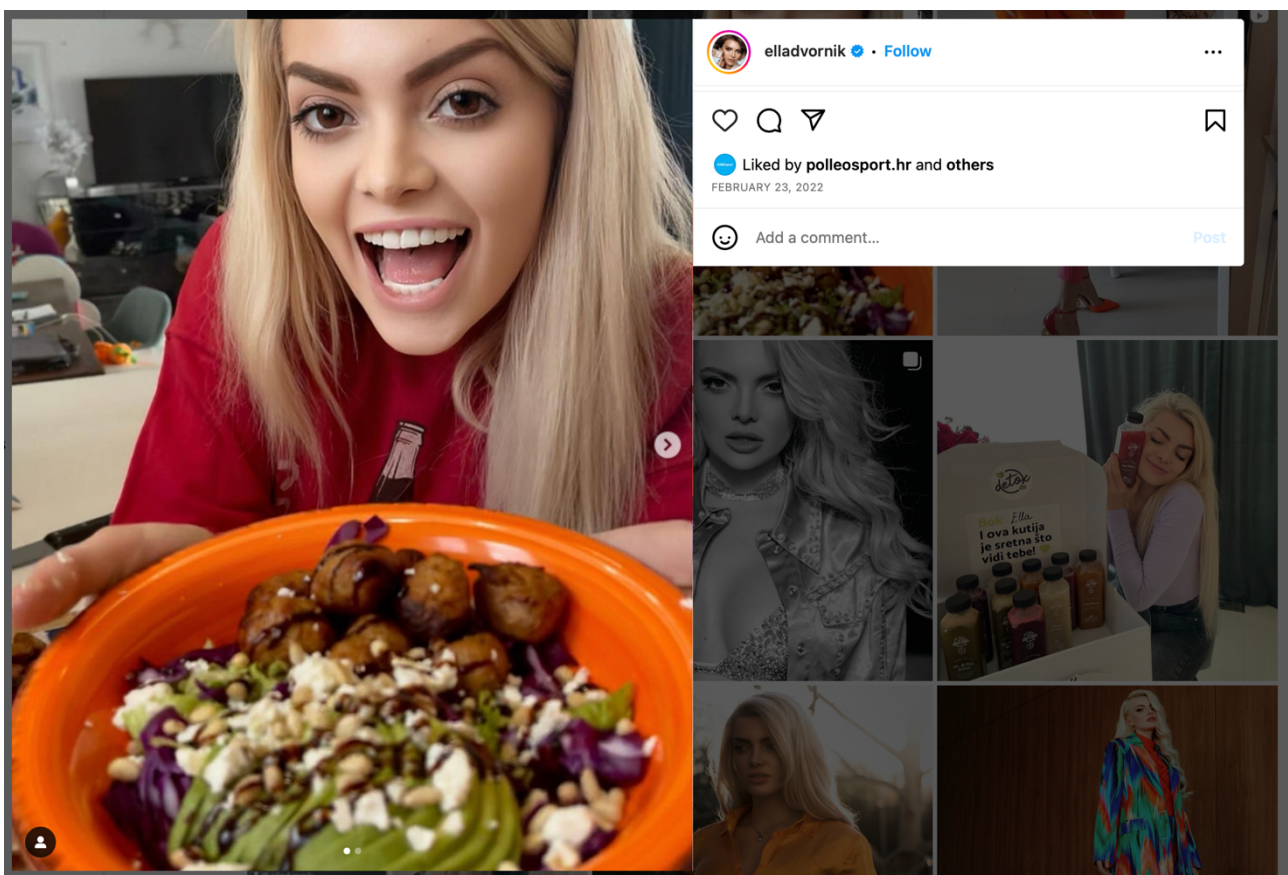 elladvornik • Follow
Liked by polleosport.hr and others
FEBRUARY 23, 2022
Add a comment... Post
detox
Bok Ella
I ova kutija
je sretna što
vidi tebe!